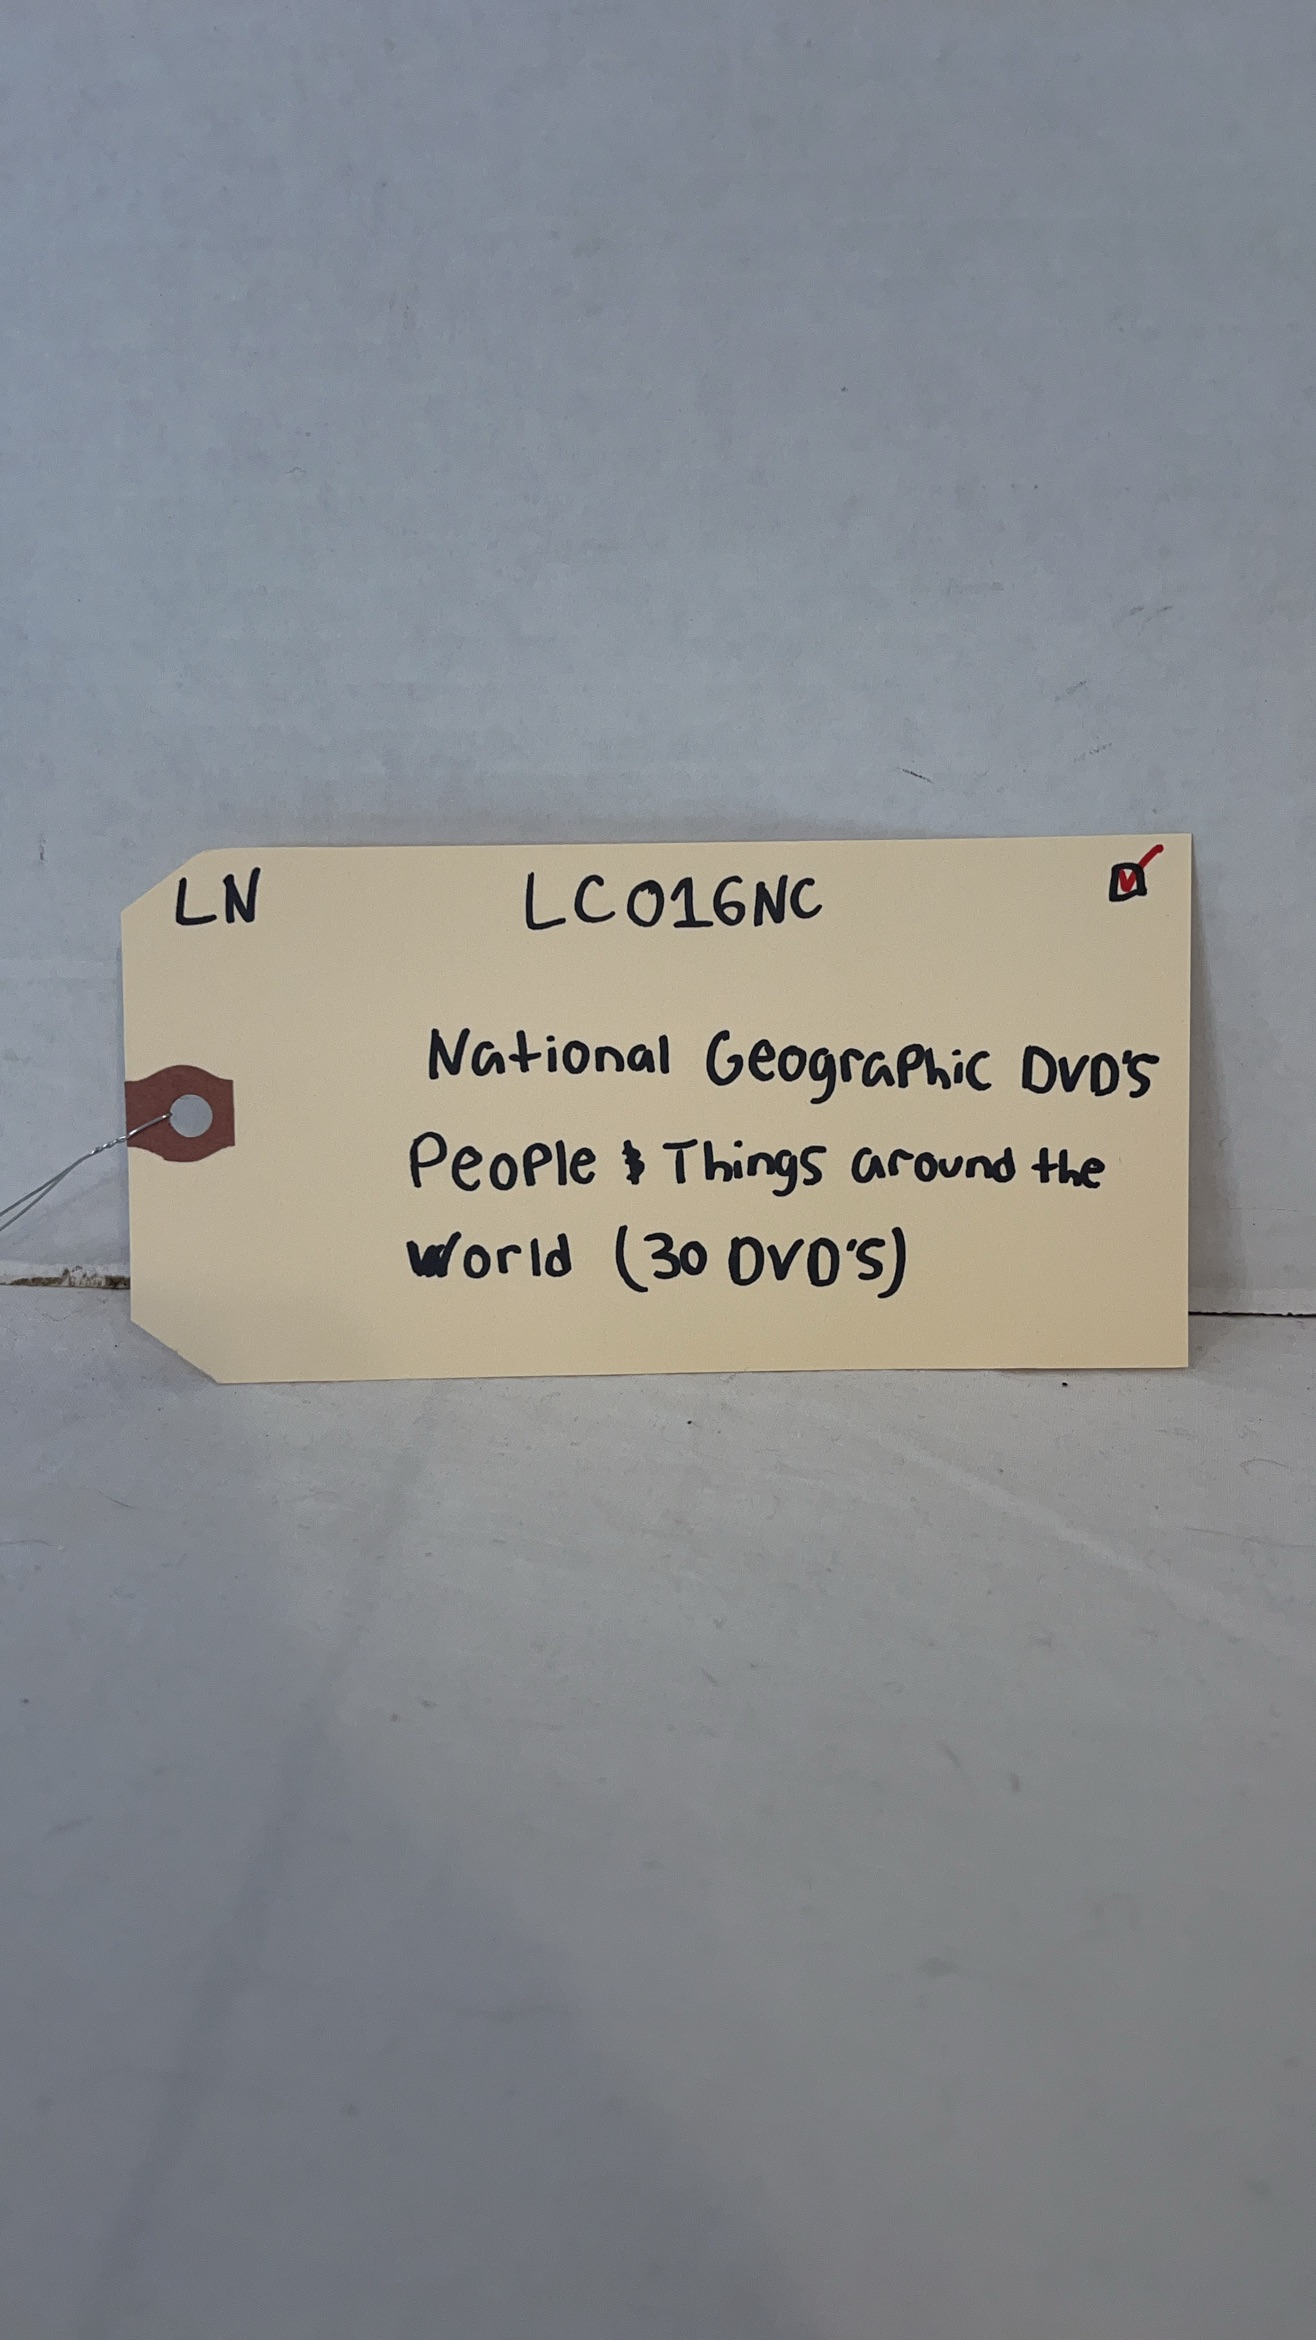 LN LC016NC ☑
National Geographic DVD's
People & Things around the
World (30 DVD's)